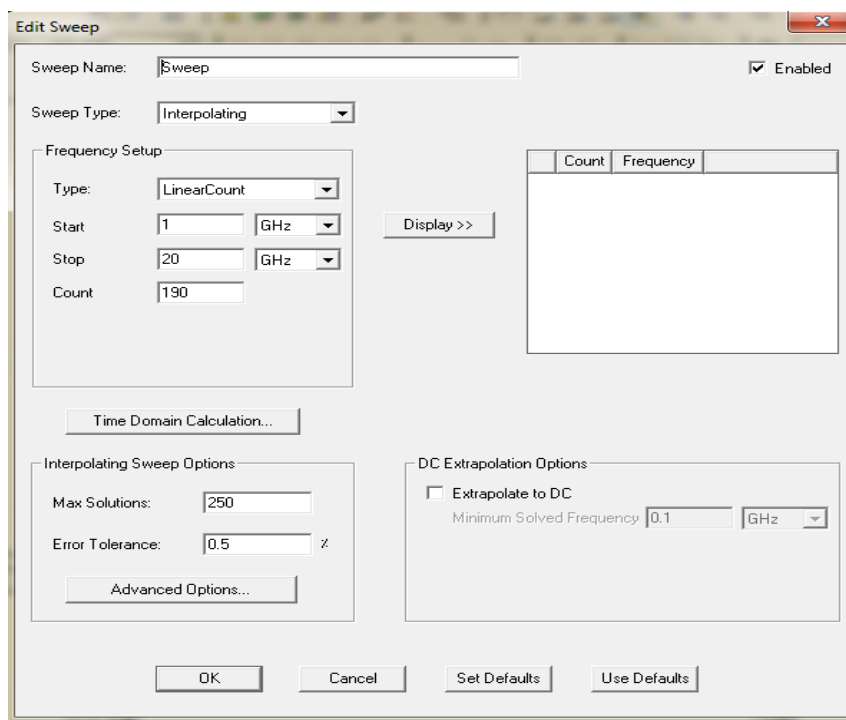 Edit Sweep
Sweep Name: Sweep
Enabled
Sweep Type: Interpolating
Frequency Setup
Type: LinearCount
Start 1 GHz
Stop 20 GHz
Count 190
Display >>
Count Frequency
Time Domain Calculation...
Interpolating Sweep Options
Max Solutions: 250
Error Tolerance: 0.5 %
Advanced Options...
DC Extrapolation Options
Extrapolate to DC
Minimum Solved Frequency 0.1 GHz
OK Cancel Set Defaults Use Defaults